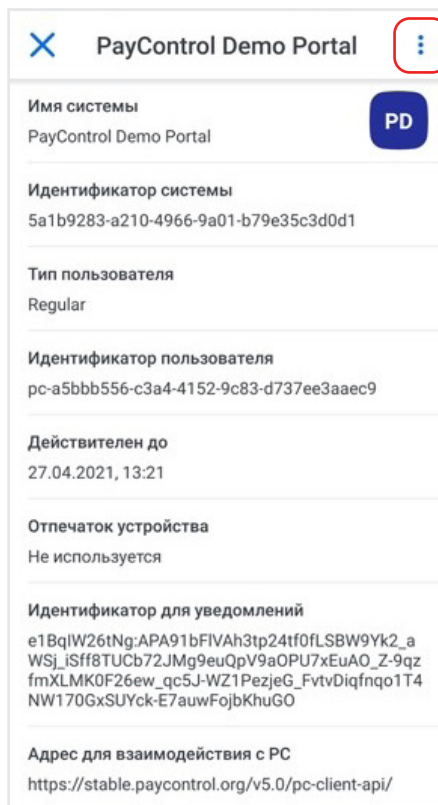 PayControl Demo Portal
Имя системы
PayControl Demo Portal
PD
Идентификатор системы
5a1b9283-a210-4966-9a01-b79e35c3d0d1
Тип пользователя
Regular
Идентификатор пользователя
pc-a5bbb556-c3a4-4152-9c83-d737ee3aaec9
Действителен до
27.04.2021, 13:21
Отпечаток устройства
Не используется
Идентификатор для уведомлений
e1BqIW26tNg:APA91bFlVAh3tp24tf0fLSBW9Yk2_a
WSj_iSff8TUCb72JMg9euQpV9aOPU7xEuAO_Z-9qz
fmXLMK0F26ew_qc5J-WZ1PezjeG_FvtvDiqfnqo1T4
NW170GxSUYck-E7auwFojbKhuGO
Адрес для взаимодействия с PC
https://stable.paycontrol.org/v5.0/pc-client-api/